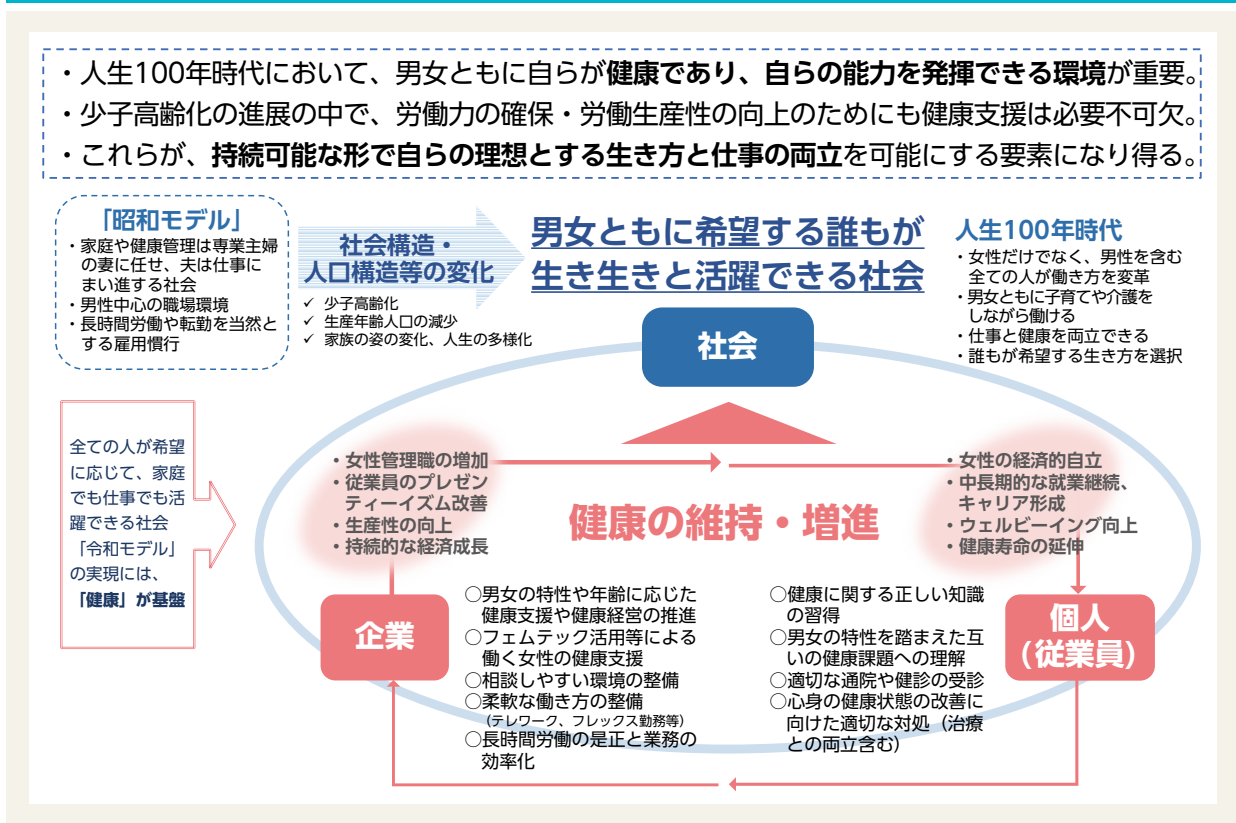 ・人生100年時代において、男女ともに自らが健康であり、自らの能力を発揮できる環境が重要。
・少子高齢化の進展の中で、労働力の確保・労働生産性の向上のためにも健康支援は必要不可欠。
・これらが、持続可能な形で自らの理想とする生き方と仕事の両立を可能にする要素になり得る。
「昭和モデル」
・家庭や健康管理は専業主婦
の妻に任せ、夫は仕事に
まい進する社会
・男性中心の職場環境
・長時間労働や転勤を当然と
する雇用慣行
社会構造・
人口構造等の変化
✓ 少子高齢化
✓ 生産年齢人口の減少
✓ 家族の姿の変化、人生の多様化
男女ともに希望する誰もが
生き生きと活躍できる社会
人生100年時代
・女性だけでなく、男性を含む
全ての人が働き方を変革
・男女ともに子育てや介護を
しながら働ける
・仕事と健康を両立できる
・誰もが希望する生き方を選択
社会
全ての人が希望
に応じて、家庭
でも仕事でも活
躍できる社会
「令和モデル」
の実現には、
「健康」が基盤
・女性管理職の増加
・従業員のプレゼン
ティーイズム改善
・生産性の向上
・持続的な経済成長
健康の維持・増進
・女性の経済的自立
・中長期的な就業継続、
キャリア形成
・ウェルビーイング向上
・健康寿命の延伸
企業
○男女の特性や年齢に応じた
健康支援や健康経営の推進
○フェムテック活用等による
働く女性の健康支援
○相談しやすい環境の整備
○柔軟な働き方の整備
(テレワーク、フレックス勤務等)
○長時間労働の是正と業務の
効率化
○健康に関する正しい知識
の習得
○男女の特性を踏まえた互
いの健康課題への理解
○適切な通院や健診の受診
○心身の健康状態の改善に
向けた適切な対処（治療
との両立含む）
個人
(従業員)